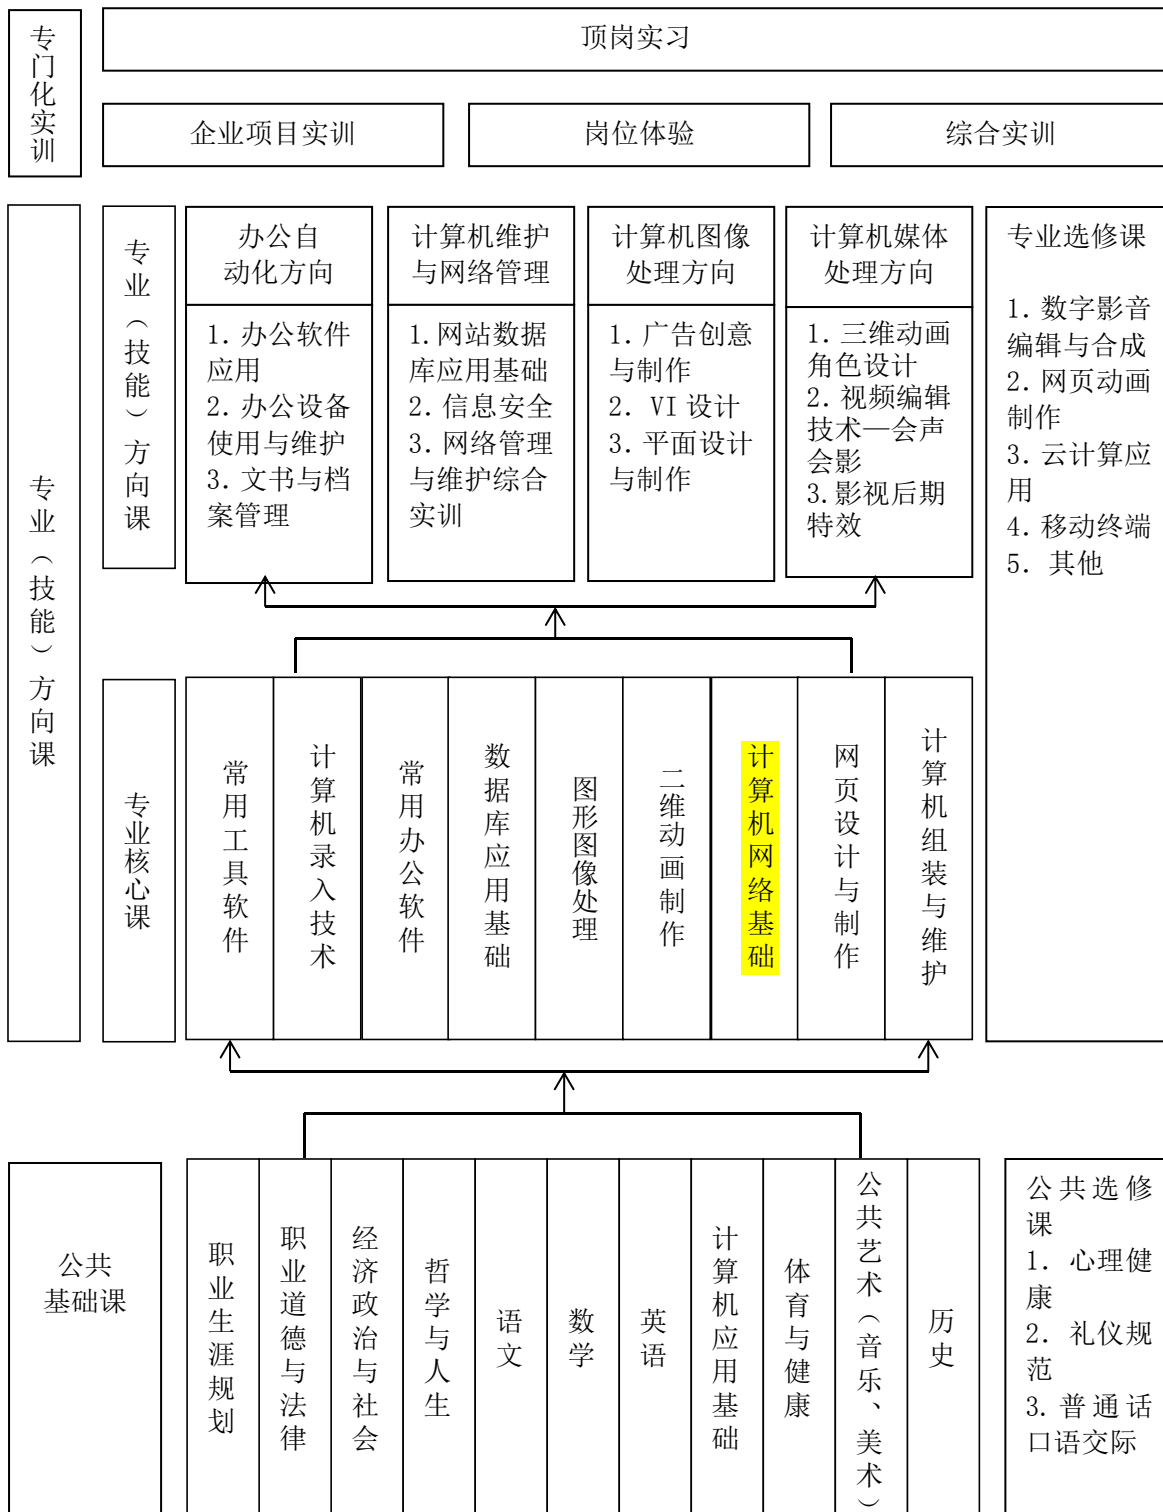 专门化实训
顶岗实习
企业项目实训
岗位体验
综合实训
专业（技能）方向课
专业（技能）方向课
办公自
动化方向
1. 办公软件
应用
2. 办公设备
使用与维护
3. 文书与档
案管理
计算机维护
与网络管理
1.网站数据
库应用基础
2. 信息安全
3. 网络管理
与维护综合
实训
计算机图像
处理方向
1. 广告创意
与制作
2. VI 设计
3. 平面设计
与制作
计算机媒体
处理方向
1. 三维动画
角色设计
2. 视频编辑
技术—会声
会影
3.影视后期
特效
专业选修课
1. 数字影音
编辑与合成
2. 网页动画
制作
3. 云计算应
用
4. 移动终端
5. 其他
专业核心课
常用工具软件
计算机录入技术
常用办公软件
数据库应用基础
图形图像处理
二维动画制作
计算机网络基础
网页设计与制作
计算机组装与维护
公共
基础课
职业生涯规划
职业道德与法律
经济政治与社会
哲学与人生
语文
数学
英语
计算机应用基础
体育与健康
公共艺术（音乐、美术）
历史
公共选修
课
1. 心理健
康
2. 礼仪规
范
3. 普通话
口语交际